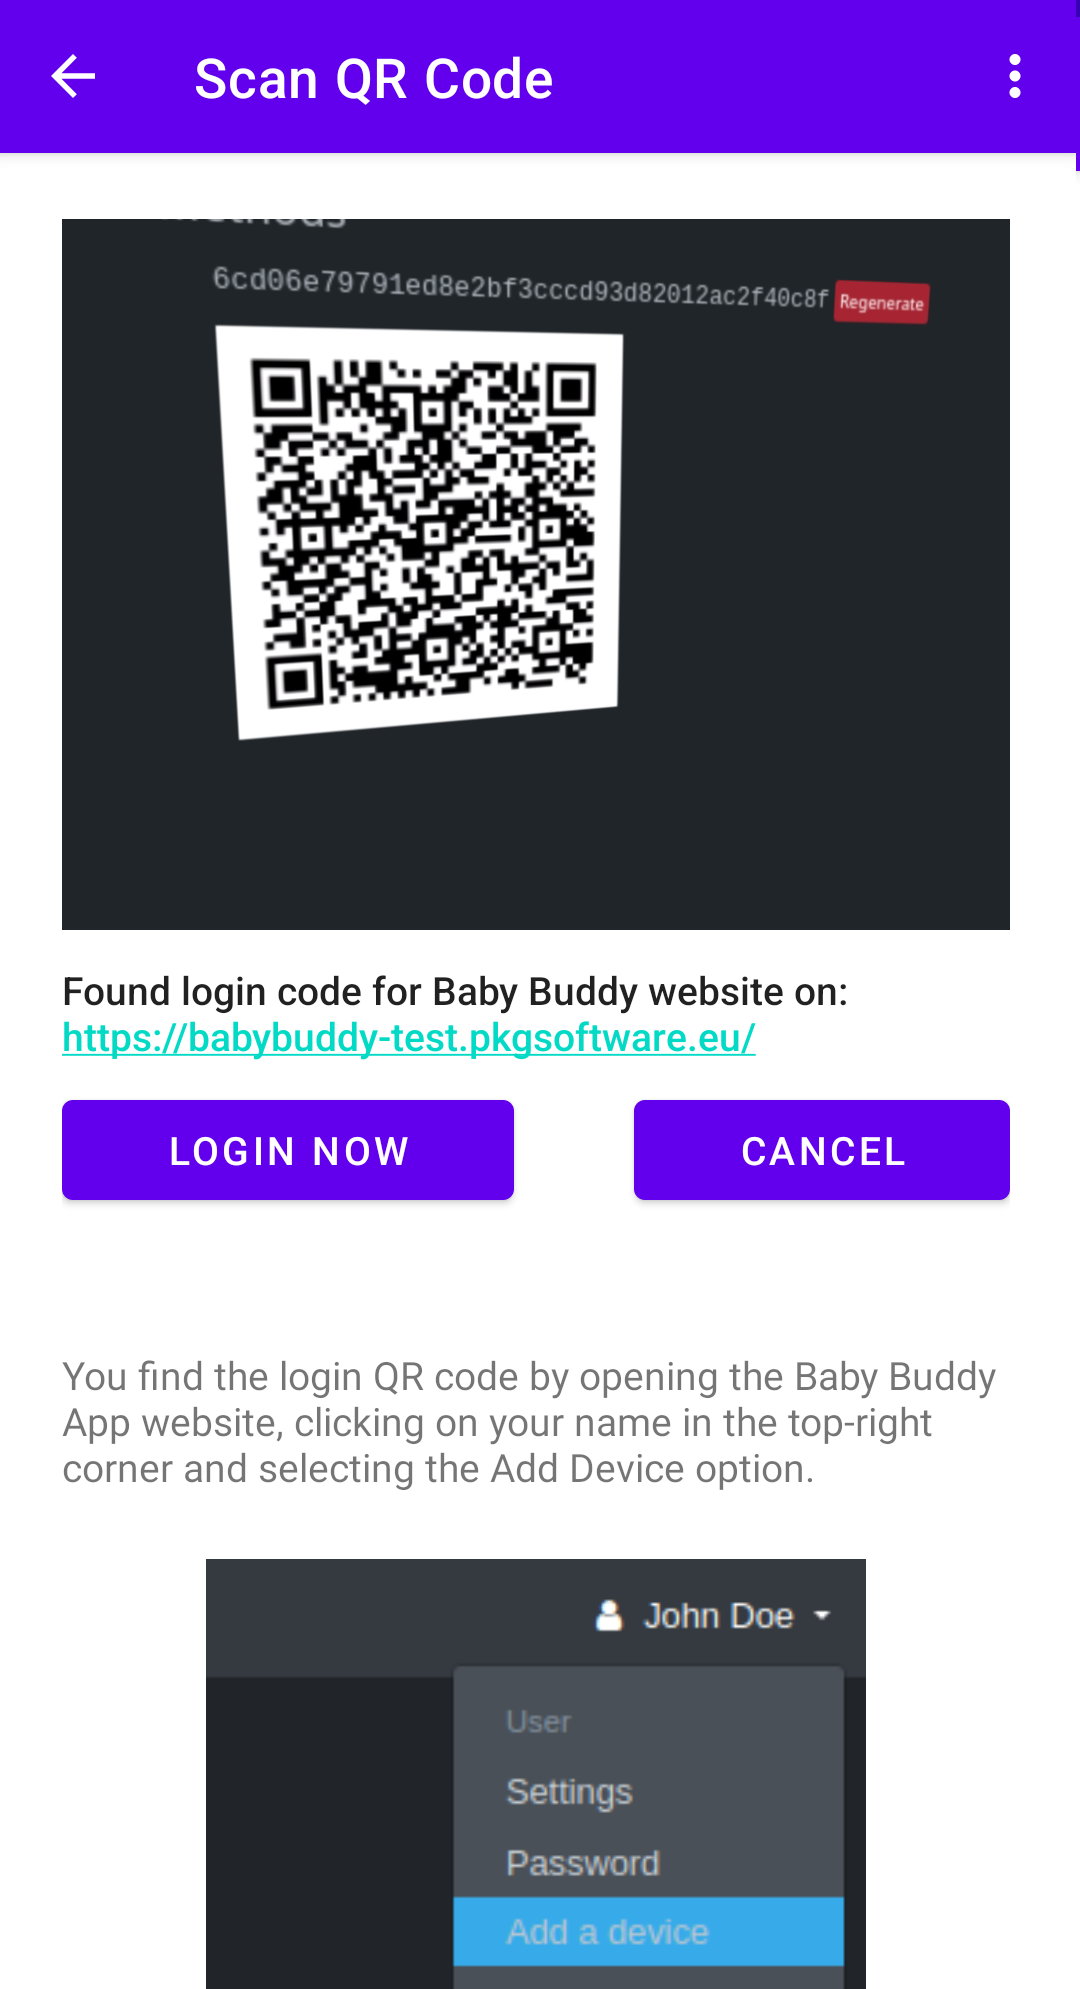 Scan QR Code
6cd06e79791ed8e2bf3cccd93d82012ac2f40c8f Regenerate
Found login code for Baby Buddy website on:
https://babybuddy-test.pkgsoftware.eu/
LOGIN NOW
CANCEL
You find the login QR code by opening the Baby Buddy
App website, clicking on your name in the top-right
corner and selecting the Add Device option.
John Doe
User
Settings
Password
Add a device